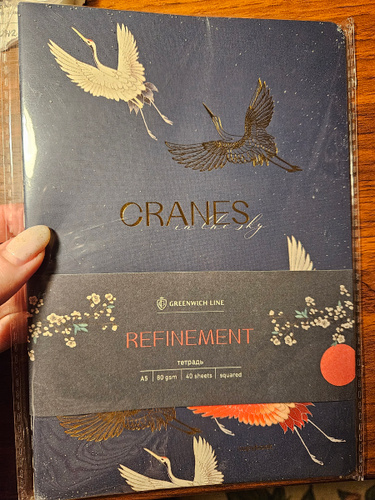 CRANES
in the sky
GREENWICH LINE
REFINEMENT
тетрадь
A5 | 80 gsm | 40 sheets | squared